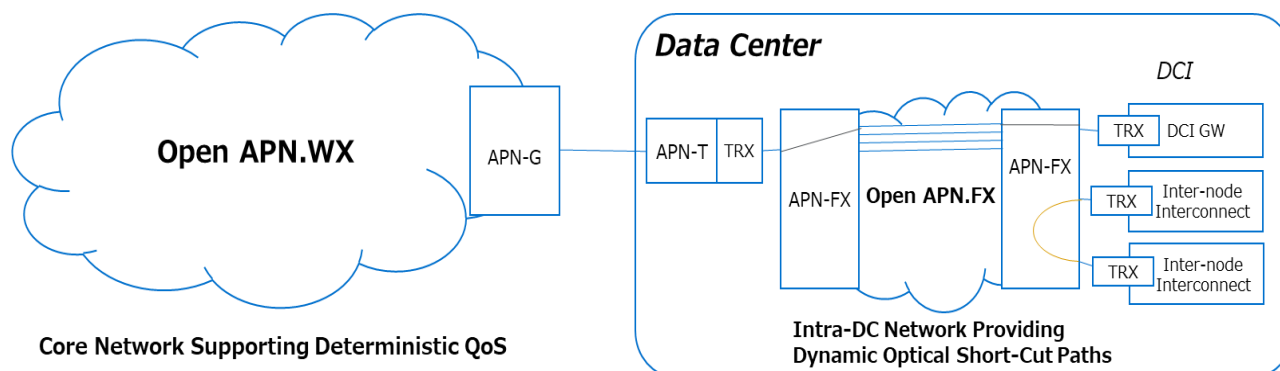 Data Center
DCI
Open APN.WX
APN-G
APN-T
TRX
APN-FX
Open APN.FX
APN-FX
TRX
DCI GW
TRX
Inter-node
Interconnect
TRX
Inter-node
Interconnect
Core Network Supporting Deterministic QoS
Intra-DC Network Providing
Dynamic Optical Short-Cut Paths